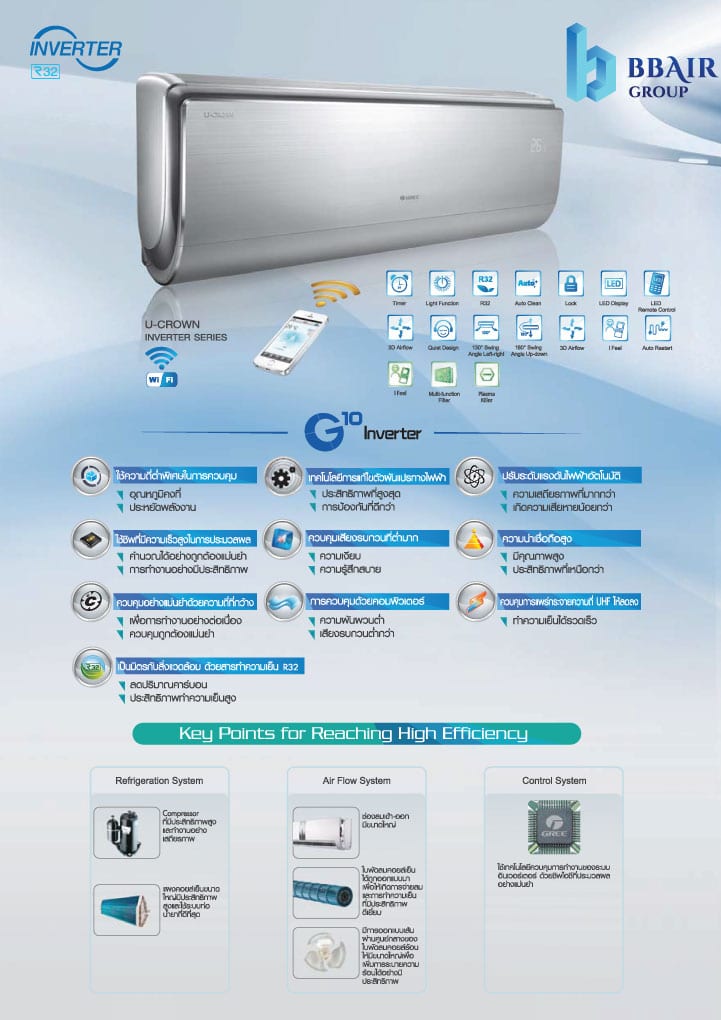 INVERTER
R32
BBAIR
GROUP
U-CROWN
26
GREE
U-CROWN
INVERTER SERIES
Wi Fi
Timer
Light Function
R32
R32
Auto
Auto Clean
Lock
LED
LED Display
LED
Remote Control
3D Airflow
Quiet Design
130° Swing
Angle Left-right
180° Swing
Angle Up-down
3D Airflow
I Feel
Auto Restart
I Feel
Multi-function
Filter
Plasma
Killer
G10 Inverter
ใช้ความถี่ต่ำพิเศษในการควบคุม
อุณหภูมิคงที่
ประหยัดพลังงาน
เทคโนโลยีการแก้ไขตัวผันแปรทางไฟฟ้า
ประสิทธิภาพที่สูงสุด
การป้องกันที่ดีกว่า
ปรับระดับแรงดันไฟฟ้าอัตโนมัติ
ความเสถียรภาพที่มากกว่า
เกิดความเสียหายน้อยกว่า
ใช้ชิพที่มีความเร็วสูงในการประมวลผล
คำนวณได้อย่างถูกต้องแม่นยำ
การทำงานอย่างมีประสิทธิภาพ
ควบคุมเสียงรบกวนที่ต่ำมาก
ความเงียบ
ความรู้สึกสบาย
ความน่าเชื่อถือสูง
มีคุณภาพสูง
ประสิทธิภาพที่เหนือกว่า
ควบคุมอย่างแม่นยำด้วยความถี่ที่กว้าง
เพื่อการทำงานอย่างต่อเนื่อง
ควบคุมถูกต้องแม่นยำ
การควบคุมด้วยคอมพิวเตอร์
ความผันผวนต่ำ
เสียงรบกวนต่ำกว่า
ควบคุมการแพร่กระจายความถี่ UHF ให้ลดลง
ทำความเย็นได้รวดเร็ว
R32
เป็นมิตรกับสิ่งแวดล้อม ด้วยสารทำความเย็น R32
ลดปริมาณคาร์บอน
ประสิทธิภาพทำความเย็นสูง
Key Points for Reaching High Efficiency
Refrigeration System
Compressor
ที่มีประสิทธิภาพสูง
และทำงานอย่าง
เสถียรภาพ
แผงคอยล์เย็นขนาด
ใหญ่มีประสิทธิภาพ
สูงและใช้ระบบท่อ
น้ำยาที่ดีที่สุด
Air Flow System
ช่องลมเข้า-ออก
มีขนาดใหญ่
ใบพัดลมคอยล์เย็น
ได้ถูกออกแบบมา
เพื่อให้เกิดการจ่ายลม
และการทำความเย็น
ที่มีประสิทธิภาพ
ดีเยี่ยม
มีการออกแบบเส้น
ผ่านศูนย์กลางของ
ใบพัดลมคอยล์ร้อน
ให้มีขนาดใหญ่เพื่อ
เพิ่มการระบายความ
ร้อนได้อย่างมี
ประสิทธิภาพ
Control System
GREE
ใช้เทคโนโลยีควบคุมการทำงานของระบบ
อินเวอร์เตอร์ ด้วยชิพไอซีที่ประมวลผล
อย่างแม่นยำ